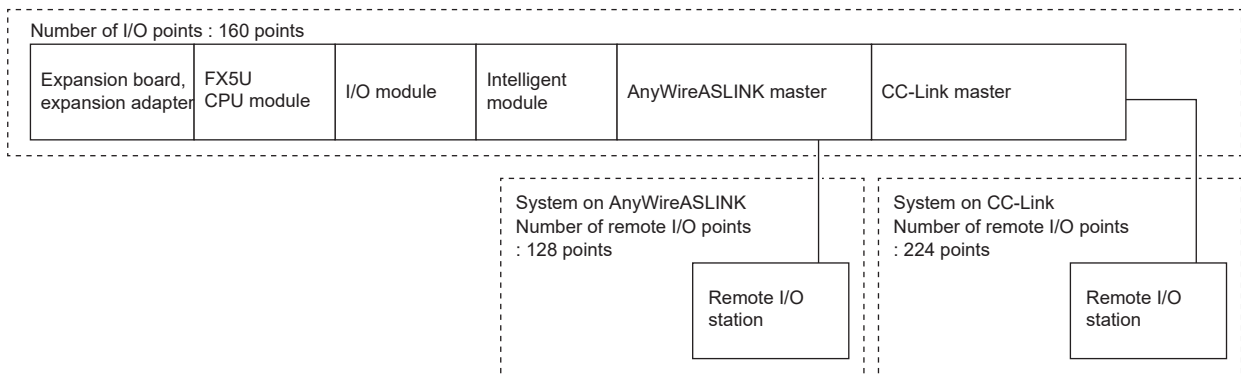 Number of I/O points : 160 points
Expansion board,
expansion adapter
FX5U
CPU module
I/O module
Intelligent
module
AnyWireASLINK master
CC-Link master
System on AnyWireASLINK
Number of remote I/O points
: 128 points
Remote I/O
station
System on CC-Link
Number of remote I/O points
: 224 points
Remote I/O
station